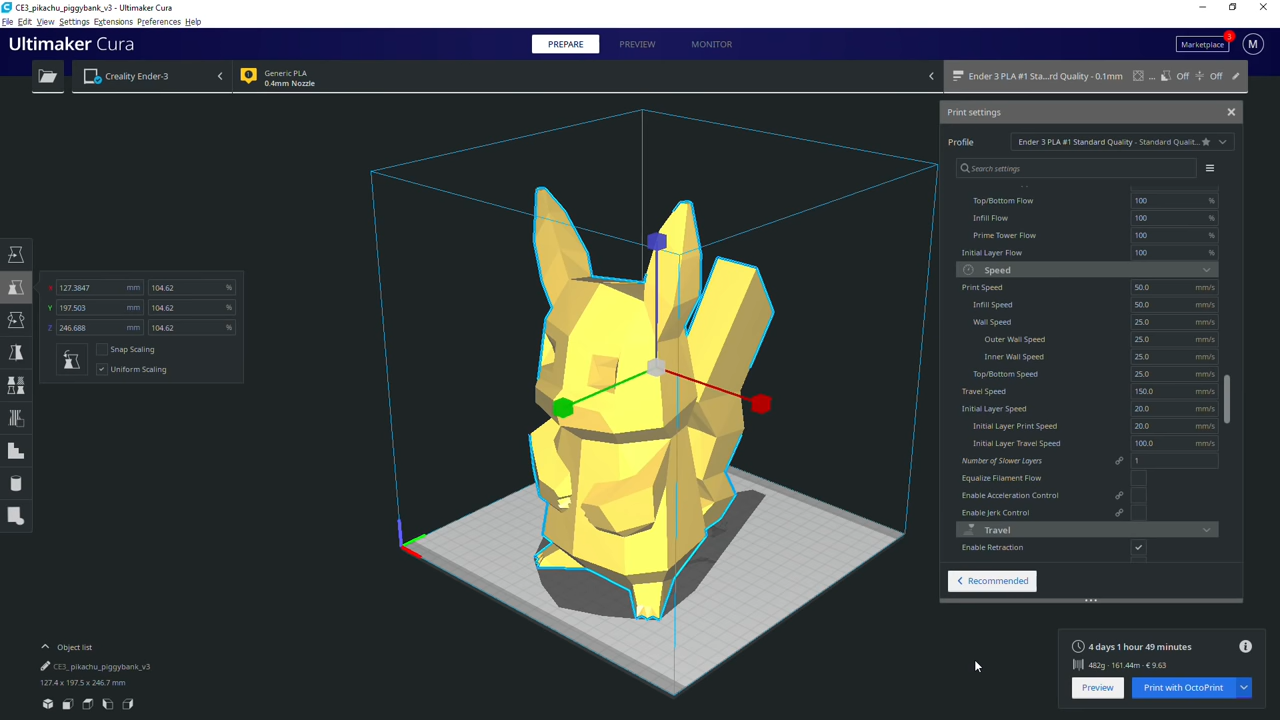 CE3_pikachu_piggybank_v3 - Ultimaker Cura
File Edit View Settings Extensions Preferences Help
Ultimaker Cura
PREPARE
PREVIEW
MONITOR
Marketplace
3
M
Creality Ender-3
Generic PLA
0.4mm Nozzle
Ender 3 PLA #1 Sta...rd Quality - 0.1mm
...
Off
Off
Print settings
Profile
Ender 3 PLA #1 Standard Quality - Standard Qualit...
Search settings
Top/Bottom Flow 100 %
Infill Flow 100 %
Prime Tower Flow 100 %
Initial Layer Flow 100 %
Speed
Print Speed 50.0 mm/s
Infill Speed 50.0 mm/s
Wall Speed 25.0 mm/s
Outer Wall Speed 25.0 mm/s
Inner Wall Speed 25.0 mm/s
Top/Bottom Speed 25.0 mm/s
Travel Speed 150.0 mm/s
Initial Layer Speed 20.0 mm/s
Initial Layer Print Speed 20.0 mm/s
Initial Layer Travel Speed 100.0 mm/s
Number of Slower Layers 1
Equalize Filament Flow
Enable Acceleration Control
Enable Jerk Control
Travel
Enable Retraction
Recommended
X 127.3847 mm 104.62 %
Y 197.503 mm 104.62 %
Z 246.688 mm 104.62 %
Snap Scaling
Uniform Scaling
Object list
CE3_pikachu_piggybank_v3
127.4 x 197.5 x 246.7 mm
4 days 1 hour 49 minutes
482g · 161.44m · € 9.63
Preview
Print with OctoPrint